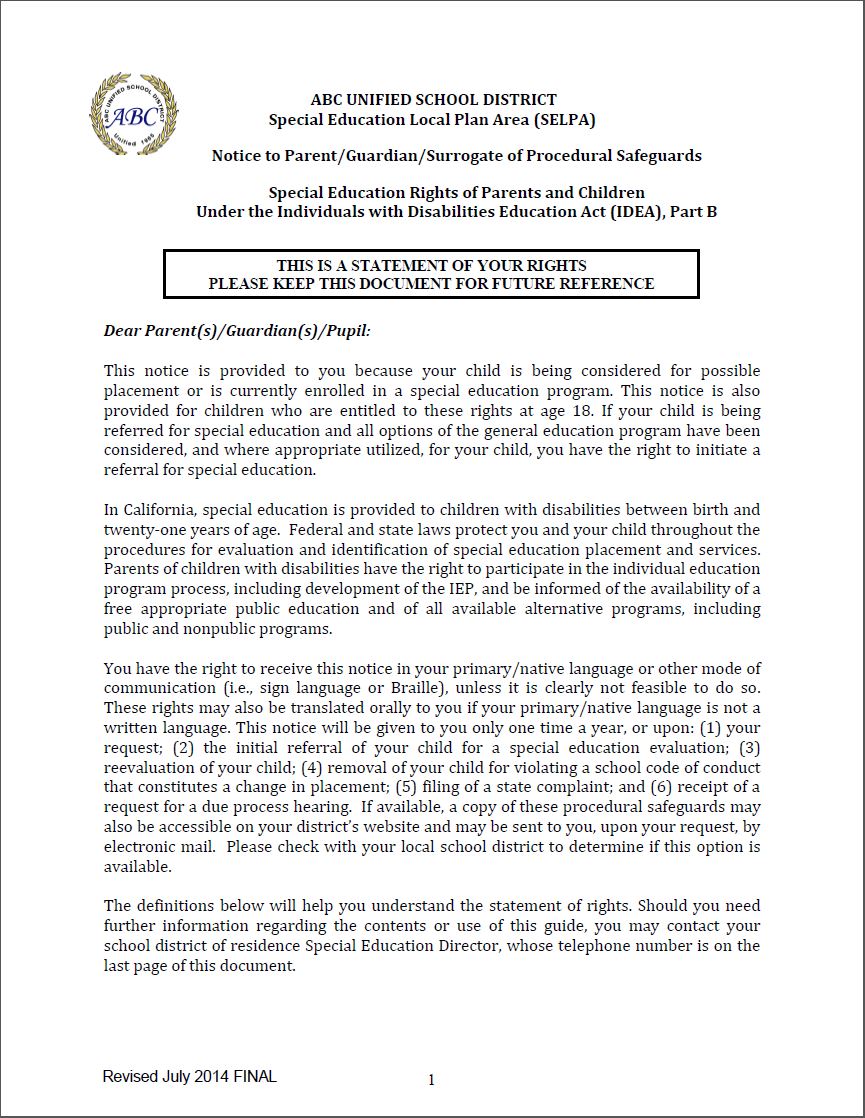 ABC UNIFIED SCHOOL DISTRICT
ABC
Unified 1965
ABC UNIFIED SCHOOL DISTRICT
Special Education Local Plan Area (SELPA)
Notice to Parent/Guardian/Surrogate of Procedural Safeguards
Special Education Rights of Parents and Children
Under the Individuals with Disabilities Education Act (IDEA), Part B
THIS IS A STATEMENT OF YOUR RIGHTS
PLEASE KEEP THIS DOCUMENT FOR FUTURE REFERENCE
Dear Parent(s)/Guardian(s)/Pupil:
This notice is provided to you because your child is being considered for possible
placement or is currently enrolled in a special education program. This notice is also
provided for children who are entitled to these rights at age 18. If your child is being
referred for special education and all options of the general education program have been
considered, and where appropriate utilized, for your child, you have the right to initiate a
referral for special education.
In California, special education is provided to children with disabilities between birth and
twenty-one years of age. Federal and state laws protect you and your child throughout the
procedures for evaluation and identification of special education placement and services.
Parents of children with disabilities have the right to participate in the individual education
program process, including development of the IEP, and be informed of the availability of a
free appropriate public education and of all available alternative programs, including
public and nonpublic programs.
You have the right to receive this notice in your primary/native language or other mode of
communication (i.e., sign language or Braille), unless it is clearly not feasible to do so.
These rights may also be translated orally to you if your primary/native language is not a
written language. This notice will be given to you only one time a year, or upon: (1) your
request; (2) the initial referral of your child for a special education evaluation; (3)
reevaluation of your child; (4) removal of your child for violating a school code of conduct
that constitutes a change in placement; (5) filing of a state complaint; and (6) receipt of a
request for a due process hearing. If available, a copy of these procedural safeguards may
also be accessible on your district's website and may be sent to you, upon your request, by
electronic mail. Please check with your local school district to determine if this option is
available.
The definitions below will help you understand the statement of rights. Should you need
further information regarding the contents or use of this guide, you may contact your
school district of residence Special Education Director, whose telephone number is on the
last page of this document.
Revised July 2014 FINAL
1